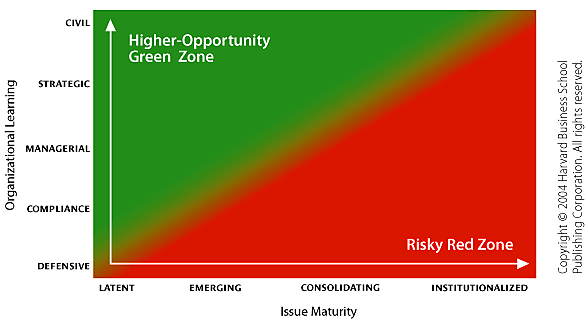 CIVIL
Higher-Opportunity
Green Zone
STRATEGIC
Organizational Learning
MANAGERIAL
COMPLIANCE
Risky Red Zone
DEFENSIVE
LATENT
EMERGING
CONSOLIDATING
INSTITUTIONALIZED
Issue Maturity
Copyright © 2004 Harvard Business School
Publishing Corporation. All rights reserved.